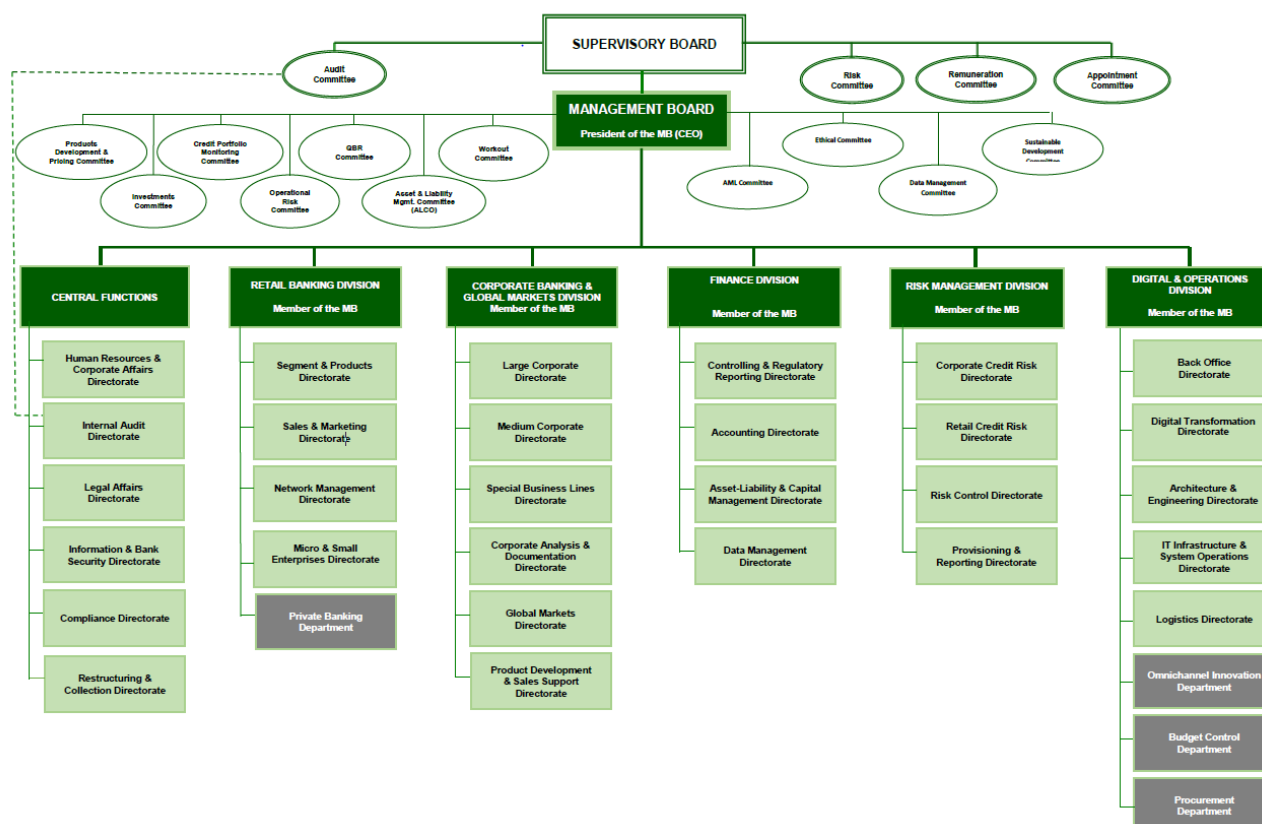 SUPERVISORY BOARD
Audit
Committee
Risk
Committee
Remuneration
Committee
Appointment
Committee
MANAGEMENT BOARD
President of the MB (CEO)
Products
Development &
Pricing Committee
Credit Portfolio
Monitoring
Committee
QBR
Committee
Workout
Committee
Ethical Committee
Sustainable
Development
Committee
Investments
Committee
Operational
Risk
Committee
Asset & Liability
Mgmt. Committee
(ALCO)
AML Committee
Data Management
Committee
CENTRAL FUNCTIONS
Human Resources &
Corporate Affairs
Directorate
Internal Audit
Directorate
Legal Affairs
Directorate
Information & Bank
Security Directorate
Compliance Directorate
Restructuring &
Collection Directorate
RETAIL BANKING DIVISION
Member of the MB
Segment & Products
Directorate
Sales & Marketing
Directorate
Network Management
Directorate
Micro & Small
Enterprises Directorate
Private Banking
Department
CORPORATE BANKING &
GLOBAL MARKETS DIVISION
Member of the MB
Large Corporate
Directorate
Medium Corporate
Directorate
Special Business Lines
Directorate
Corporate Analysis &
Documentation
Directorate
Global Markets
Directorate
Product Development
& Sales Support
Directorate
FINANCE DIVISION
Member of the MB
Controlling & Regulatory
Reporting Directorate
Accounting Directorate
Asset-Liability & Capital
Management Directorate
Data Management
Directorate
RISK MANAGEMENT DIVISION
Member of the MB
Corporate Credit Risk
Directorate
Retail Credit Risk
Directorate
Risk Control Directorate
Provisioning &
Reporting Directorate
DIGITAL & OPERATIONS
DIVISION
Member of the MB
Back Office
Directorate
Digital Transformation
Directorate
Architecture &
Engineering Directorate
IT Infrastructure &
System Operations
Directorate
Logistics Directorate
Omnichannel Innovation
Department
Budget Control
Department
Procurement
Department